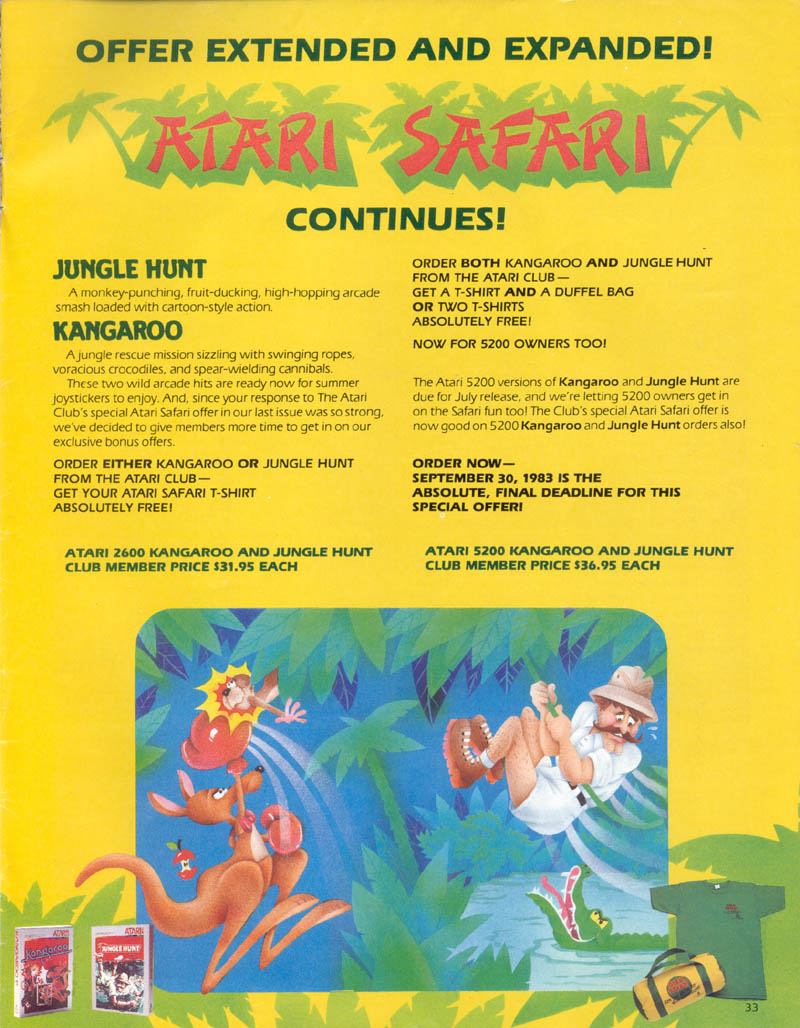 OFFER EXTENDED AND EXPANDED!
ATARI SAFARI
CONTINUES!
JUNGLE HUNT
A monkey-punching, fruit-ducking, high-hopping arcade
smash loaded with cartoon-style action.
KANGAROO
A jungle rescue mission sizzling with swinging ropes,
voracious crocodiles, and spear-wielding cannibals.
These two wild arcade hits are ready now for summer
joystickers to enjoy. And, since your response to The Atari
Club's special Atari Safari offer in our last issue was so strong,
we've decided to give members more time to get in on our
exclusive bonus offers.
ORDER EITHER KANGAROO OR JUNGLE HUNT
FROM THE ATARI CLUB—
GET YOUR ATARI SAFARI T-SHIRT
ABSOLUTELY FREE!
ATARI 2600 KANGAROO AND JUNGLE HUNT
CLUB MEMBER PRICE $31.95 EACH
ORDER BOTH KANGAROO AND JUNGLE HUNT
FROM THE ATARI CLUB—
GET A T-SHIRT AND A DUFFEL BAG
OR TWO T-SHIRTS
ABSOLUTELY FREE!
NOW FOR 5200 OWNERS TOO!
The Atari 5200 versions of Kangaroo and Jungle Hunt are
due for July release, and we're letting 5200 owners get in
on the Safari fun too! The Club's special Atari Safari offer is
now good on 5200 Kangaroo and Jungle Hunt orders also!
ORDER NOW—
SEPTEMBER 30, 1983 IS THE
ABSOLUTE, FINAL DEADLINE FOR THIS
SPECIAL OFFER!
ATARI 5200 KANGAROO AND JUNGLE HUNT
CLUB MEMBER PRICE $36.95 EACH
ATARI
Kangaroo
ATARI
JUNGLE HUNT
33